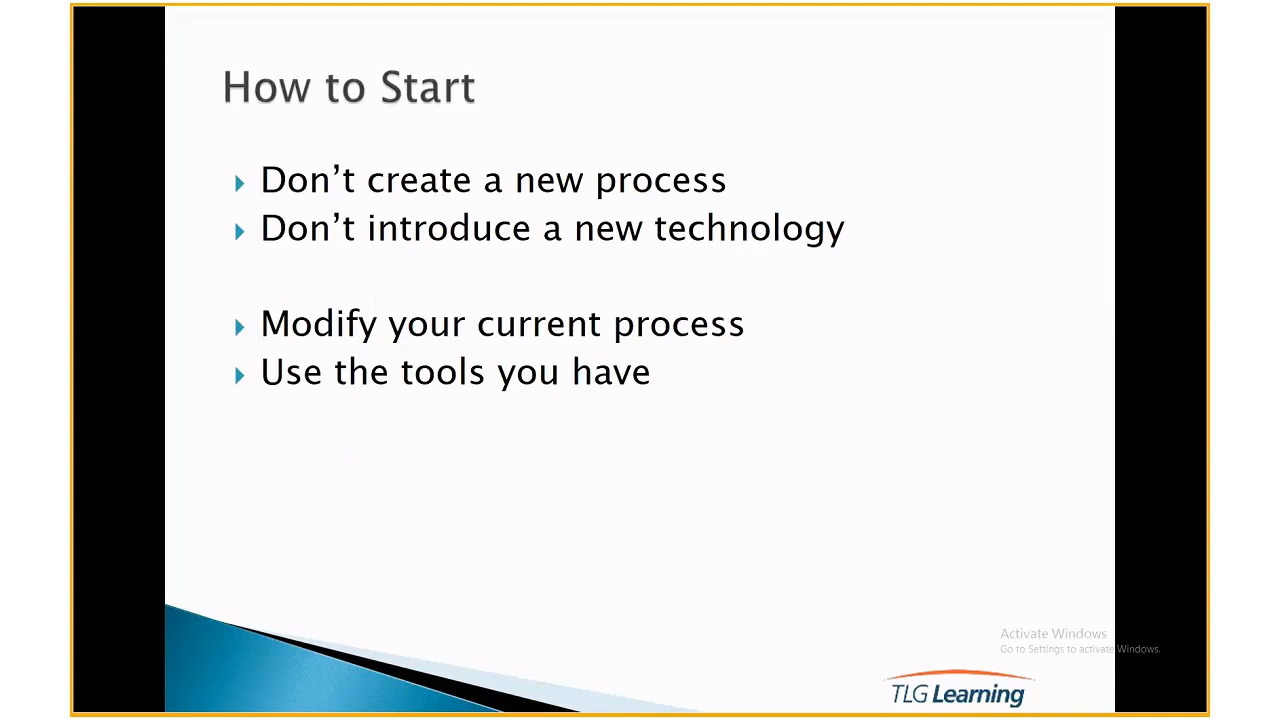 How to Start
Don’t create a new process
Don’t introduce a new technology
Modify your current process
Use the tools you have
Activate Windows
Go to Settings to activate Windows.
TLG Learning